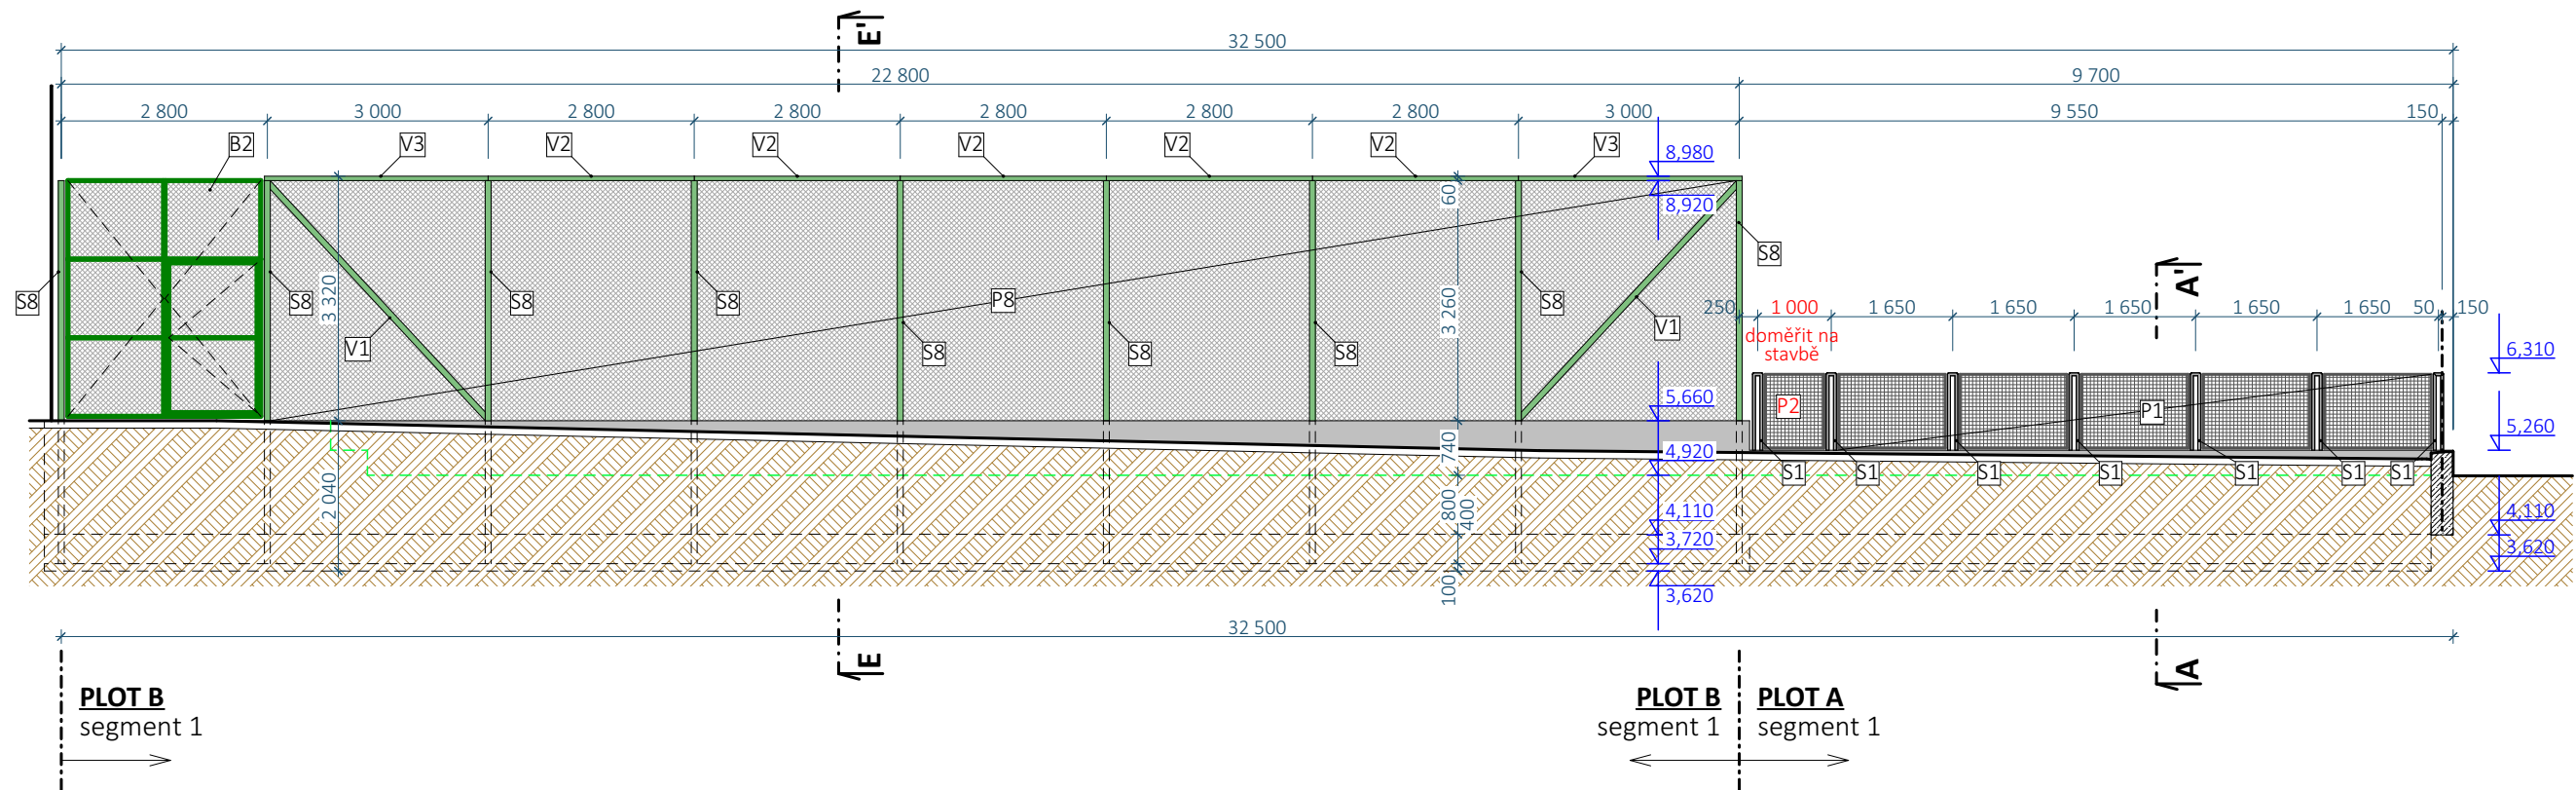 E'
32 500
22 800
9 700
2 800
3 000
2 800
2 800
2 800
2 800
2 800
3 000
9 550
150
B2
V3
V2
V2
V2
V2
V2
V3
8,980
60
8,920
S8
S8
3 320
V1
S8
S8
P8
S8
S8
S8
3 260
S8
V1
S8
A'
250
1 000
1 650
1 650
1 650
1 650
1 650
50
150
doměřit na
stavbě
6,310
P2
P1
5,660
5,260
740
4,920
S1
S1
S1
S1
S1
S1
S1
2 040
800
400
4,110
4,110
3,720
3,620
100
3,620
32 500
E
A
PLOT B
segment 1
PLOT B
segment 1
PLOT A
segment 1